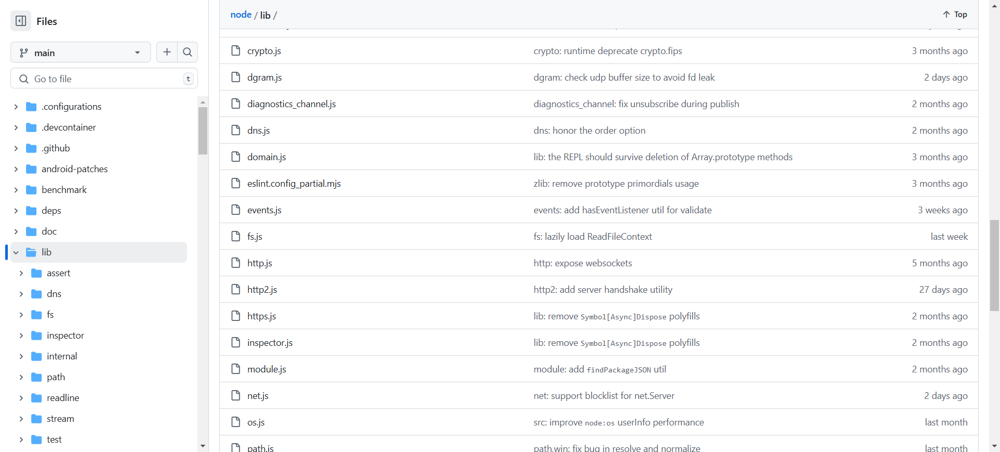 Files
main
Go to file
t
.configurations
.devcontainer
.github
android-patches
benchmark
deps
doc
lib
assert
dns
fs
inspector
internal
path
readline
stream
test
node / lib /
Top
crypto.js crypto: runtime deprecate crypto.fips 3 months ago
dgram.js dgram: check udp buffer size to avoid fd leak 2 days ago
diagnostics_channel.js diagnostics_channel: fix unsubscribe during publish 2 months ago
dns.js dns: honor the order option 2 months ago
domain.js lib: the REPL should survive deletion of Array.prototype methods 3 months ago
eslint.config_partial.mjs zlib: remove prototype primordials usage 3 months ago
events.js events: add hasEventListener util for validate 3 weeks ago
fs.js fs: lazily load ReadFileContext last week
http.js http: expose websockets 5 months ago
http2.js http2: add server handshake utility 27 days ago
https.js lib: remove Symbol[Async]Dispose polyfills 2 months ago
inspector.js lib: remove Symbol[Async]Dispose polyfills 2 months ago
module.js module: add findPackageJSON util 2 months ago
net.js net: support blocklist for net.Server 2 days ago
os.js src: improve node:os userInfo performance last month
path.js path.win: fix bug in resolve and normalize last month